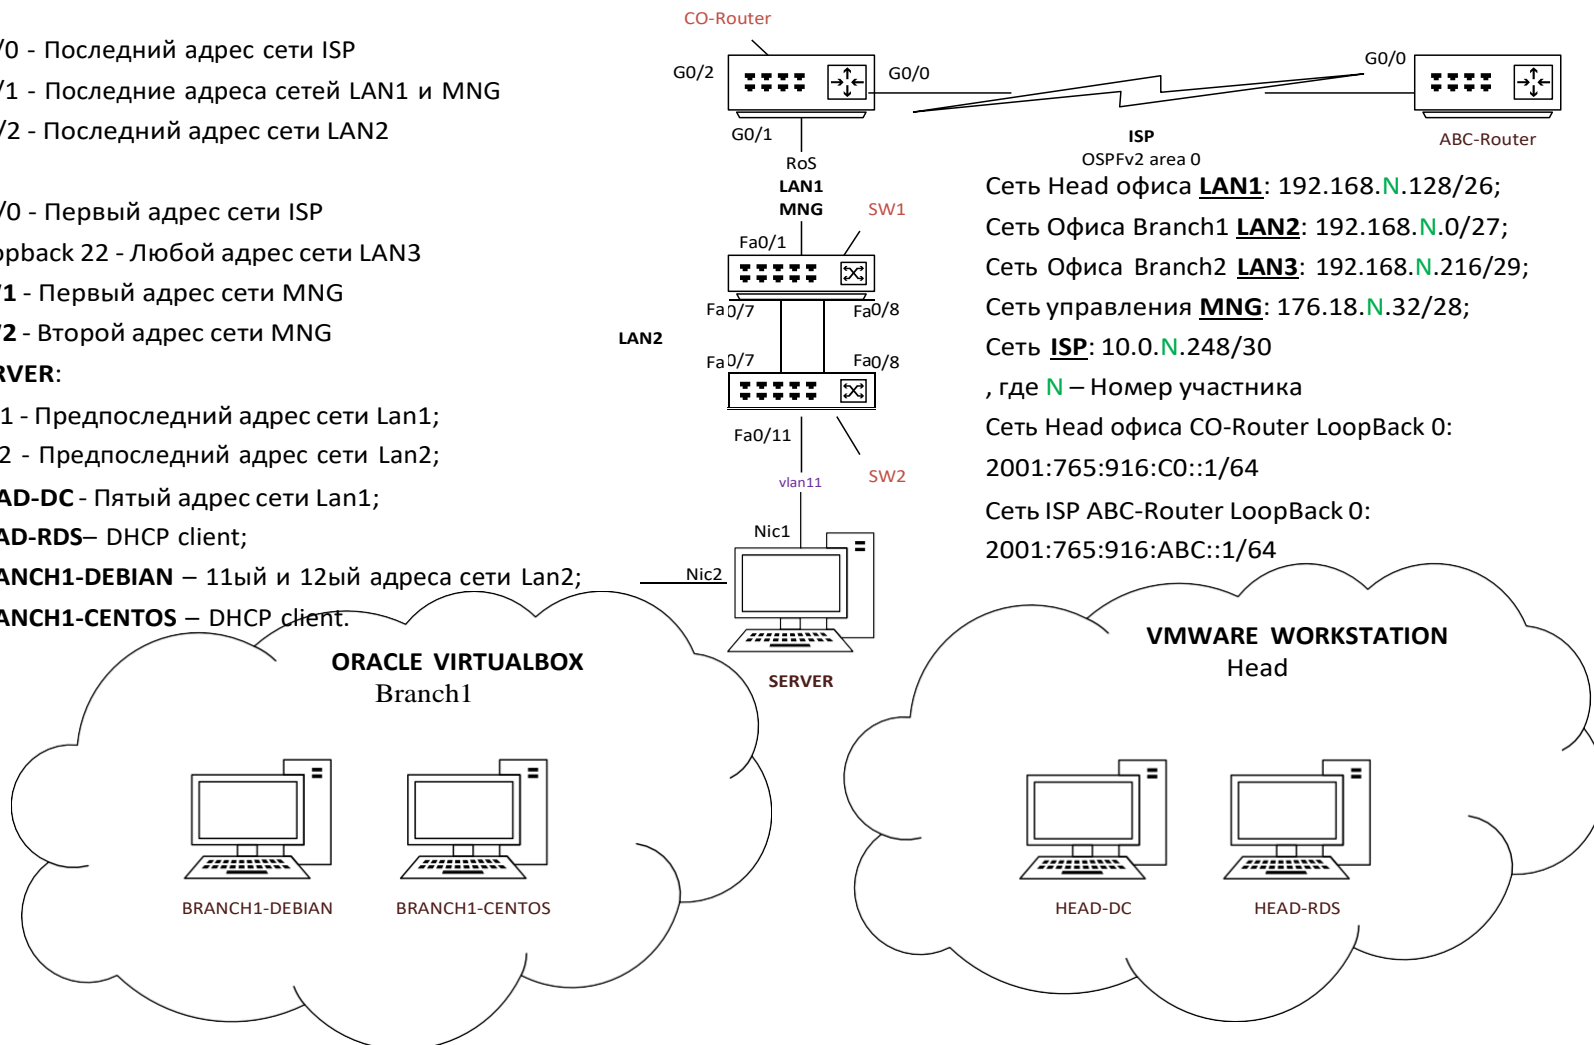 /0 - Последний адрес сети ISP
/1 - Последние адреса сетей LAN1 и MNG
/2 - Последний адрес сети LAN2
/0 - Первый адрес сети ISP
opback 22 - Любой адрес сети LAN3
1 - Первый адрес сети MNG
2 - Второй адрес сети MNG
RVER:
1 - Предпоследний адрес сети Lan1;
2 - Предпоследний адрес сети Lan2;
AD-DC - Пятый адрес сети Lan1;
AD-RDS– DHCP client;
ANCH1-DEBIAN – 11ый и 12ый адреса сети Lan2;
ANCH1-CENTOS – DHCP client.
CO-Router
G0/2
G0/0
G0/1
RoS
LAN1
MNG
SW1
Fa0/1
Fa0/7
Fa0/8
LAN2
Fa0/7
Fa0/8
Fa0/11
SW2
vlan11
Nic1
Nic2
SERVER
G0/0
ABC-Router
ISP
OSPFv2 area 0
Сеть Head офиса LAN1: 192.168.N.128/26;
Сеть Офиса Branch1 LAN2: 192.168.N.0/27;
Сеть Офиса Branch2 LAN3: 192.168.N.216/29;
Сеть управления MNG: 176.18.N.32/28;
Сеть ISP: 10.0.N.248/30
, где N – Номер участника
Сеть Head офиса CO-Router LoopBack 0:
2001:765:916:C0::1/64
Сеть ISP ABC-Router LoopBack 0:
2001:765:916:ABC::1/64
ORACLE VIRTUALBOX
Branch1
BRANCH1-DEBIAN
BRANCH1-CENTOS
VMWARE WORKSTATION
Head
HEAD-DC
HEAD-RDS